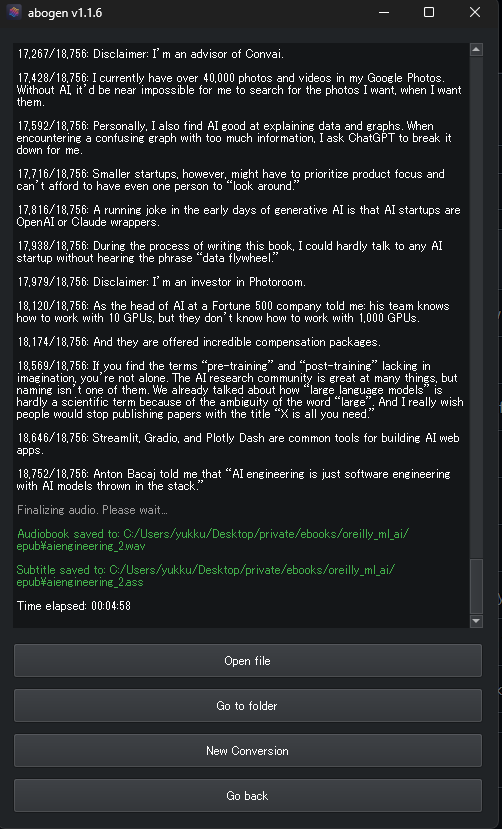 abogen v1.1.6
17,267/18,756: Disclaimer: I'm an advisor of Convai.
17,428/18,756: I currently have over 40,000 photos and videos in my Google Photos.
Without AI, it'd be near impossible for me to search for the photos I want, when I want
them.
17,592/18,756: Personally, I also find AI good at explaining data and graphs. When
encountering a confusing graph with too much information, I ask ChatGPT to break it
down for me.
17,716/18,756: Smaller startups, however, might have to prioritize product focus and
can't afford to have even one person to “look around.”
17,816/18,756: A running joke in the early days of generative AI is that AI startups are
OpenAI or Claude wrappers.
17,938/18,756: During the process of writing this book, I could hardly talk to any AI
startup without hearing the phrase “data flywheel.”
17,979/18,756: Disclaimer: I'm an investor in Photoroom.
18,120/18,756: As the head of AI at a Fortune 500 company told me: his team knows
how to work with 10 GPUs, but they don't know how to work with 1,000 GPUs.
18,174/18,756: And they are offered incredible compensation packages.
18,569/18,756: If you find the terms “pre-training” and “post-training” lacking in
imagination, you're not alone. The AI research community is great at many things, but
naming isn't one of them. We already talked about how “large language models” is
hardly a scientific term because of the ambiguity of the word “large”. And I really wish
people would stop publishing papers with the title “X is all you need.”
18,646/18,756: Streamlit, Gradio, and Plotly Dash are common tools for building AI web
apps.
18,752/18,756: Anton Bacaj told me that “AI engineering is just software engineering
with AI models thrown in the stack.”
Finalizing audio. Please wait...
Audiobook saved to: C:/Users/yukku/Desktop/private/ebooks/oreilly_ml_ai/
epub¥aiengineering_2.wav
Subtitle saved to: C:/Users/yukku/Desktop/private/ebooks/oreilly_ml_ai/
epub¥aiengineering_2.ass
Time elapsed: 00:04:58
Open file
Go to folder
New Conversion
Go back